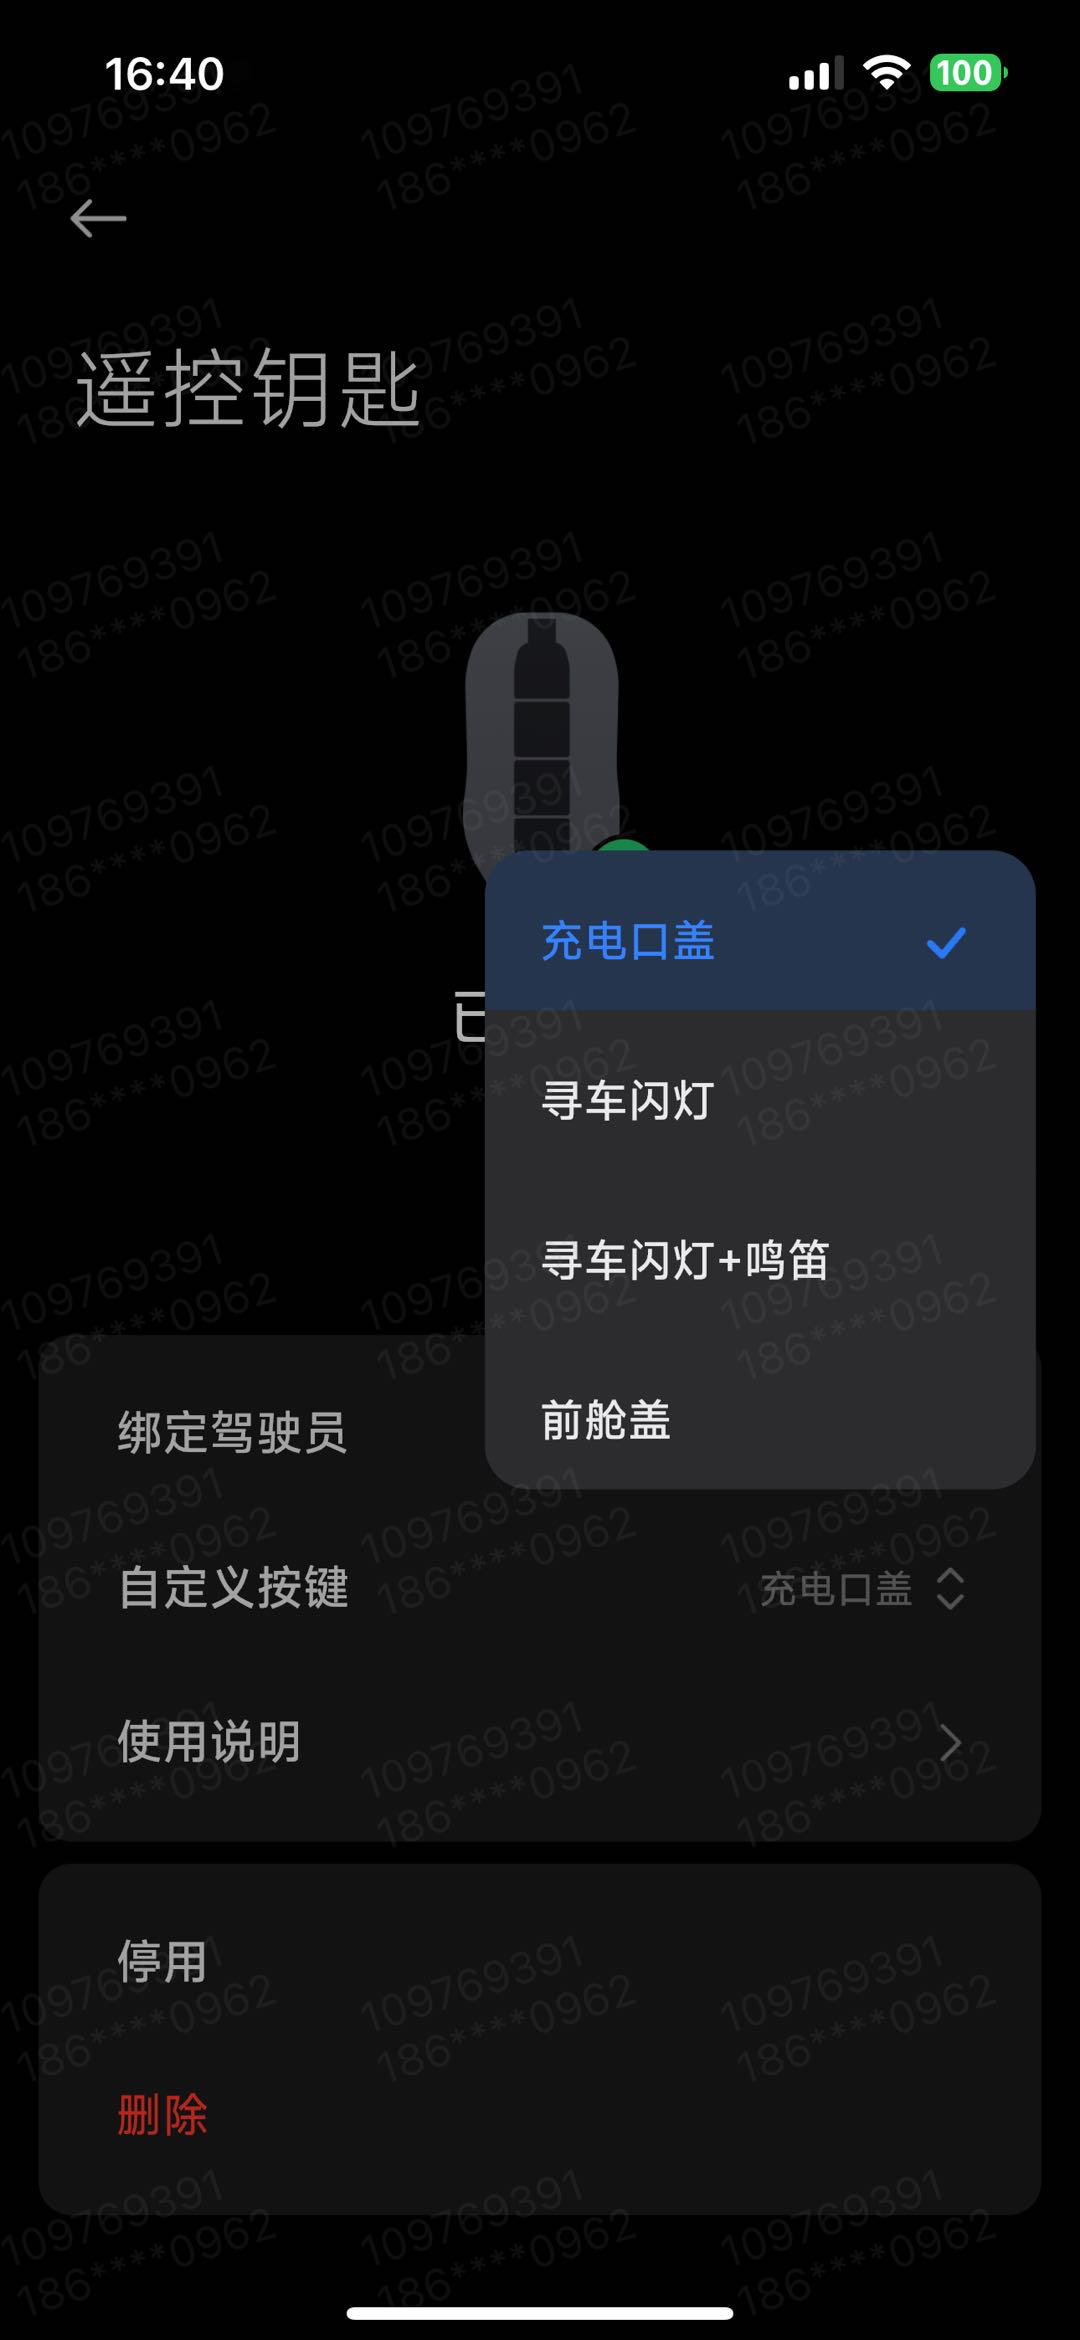 16:40
100
遥控钥匙
充电口盖
寻车闪灯
寻车闪灯+鸣笛
前舱盖
绑定驾驶员
自定义按键 充电口盖
使用说明
停用
删除
109769391
186****0962